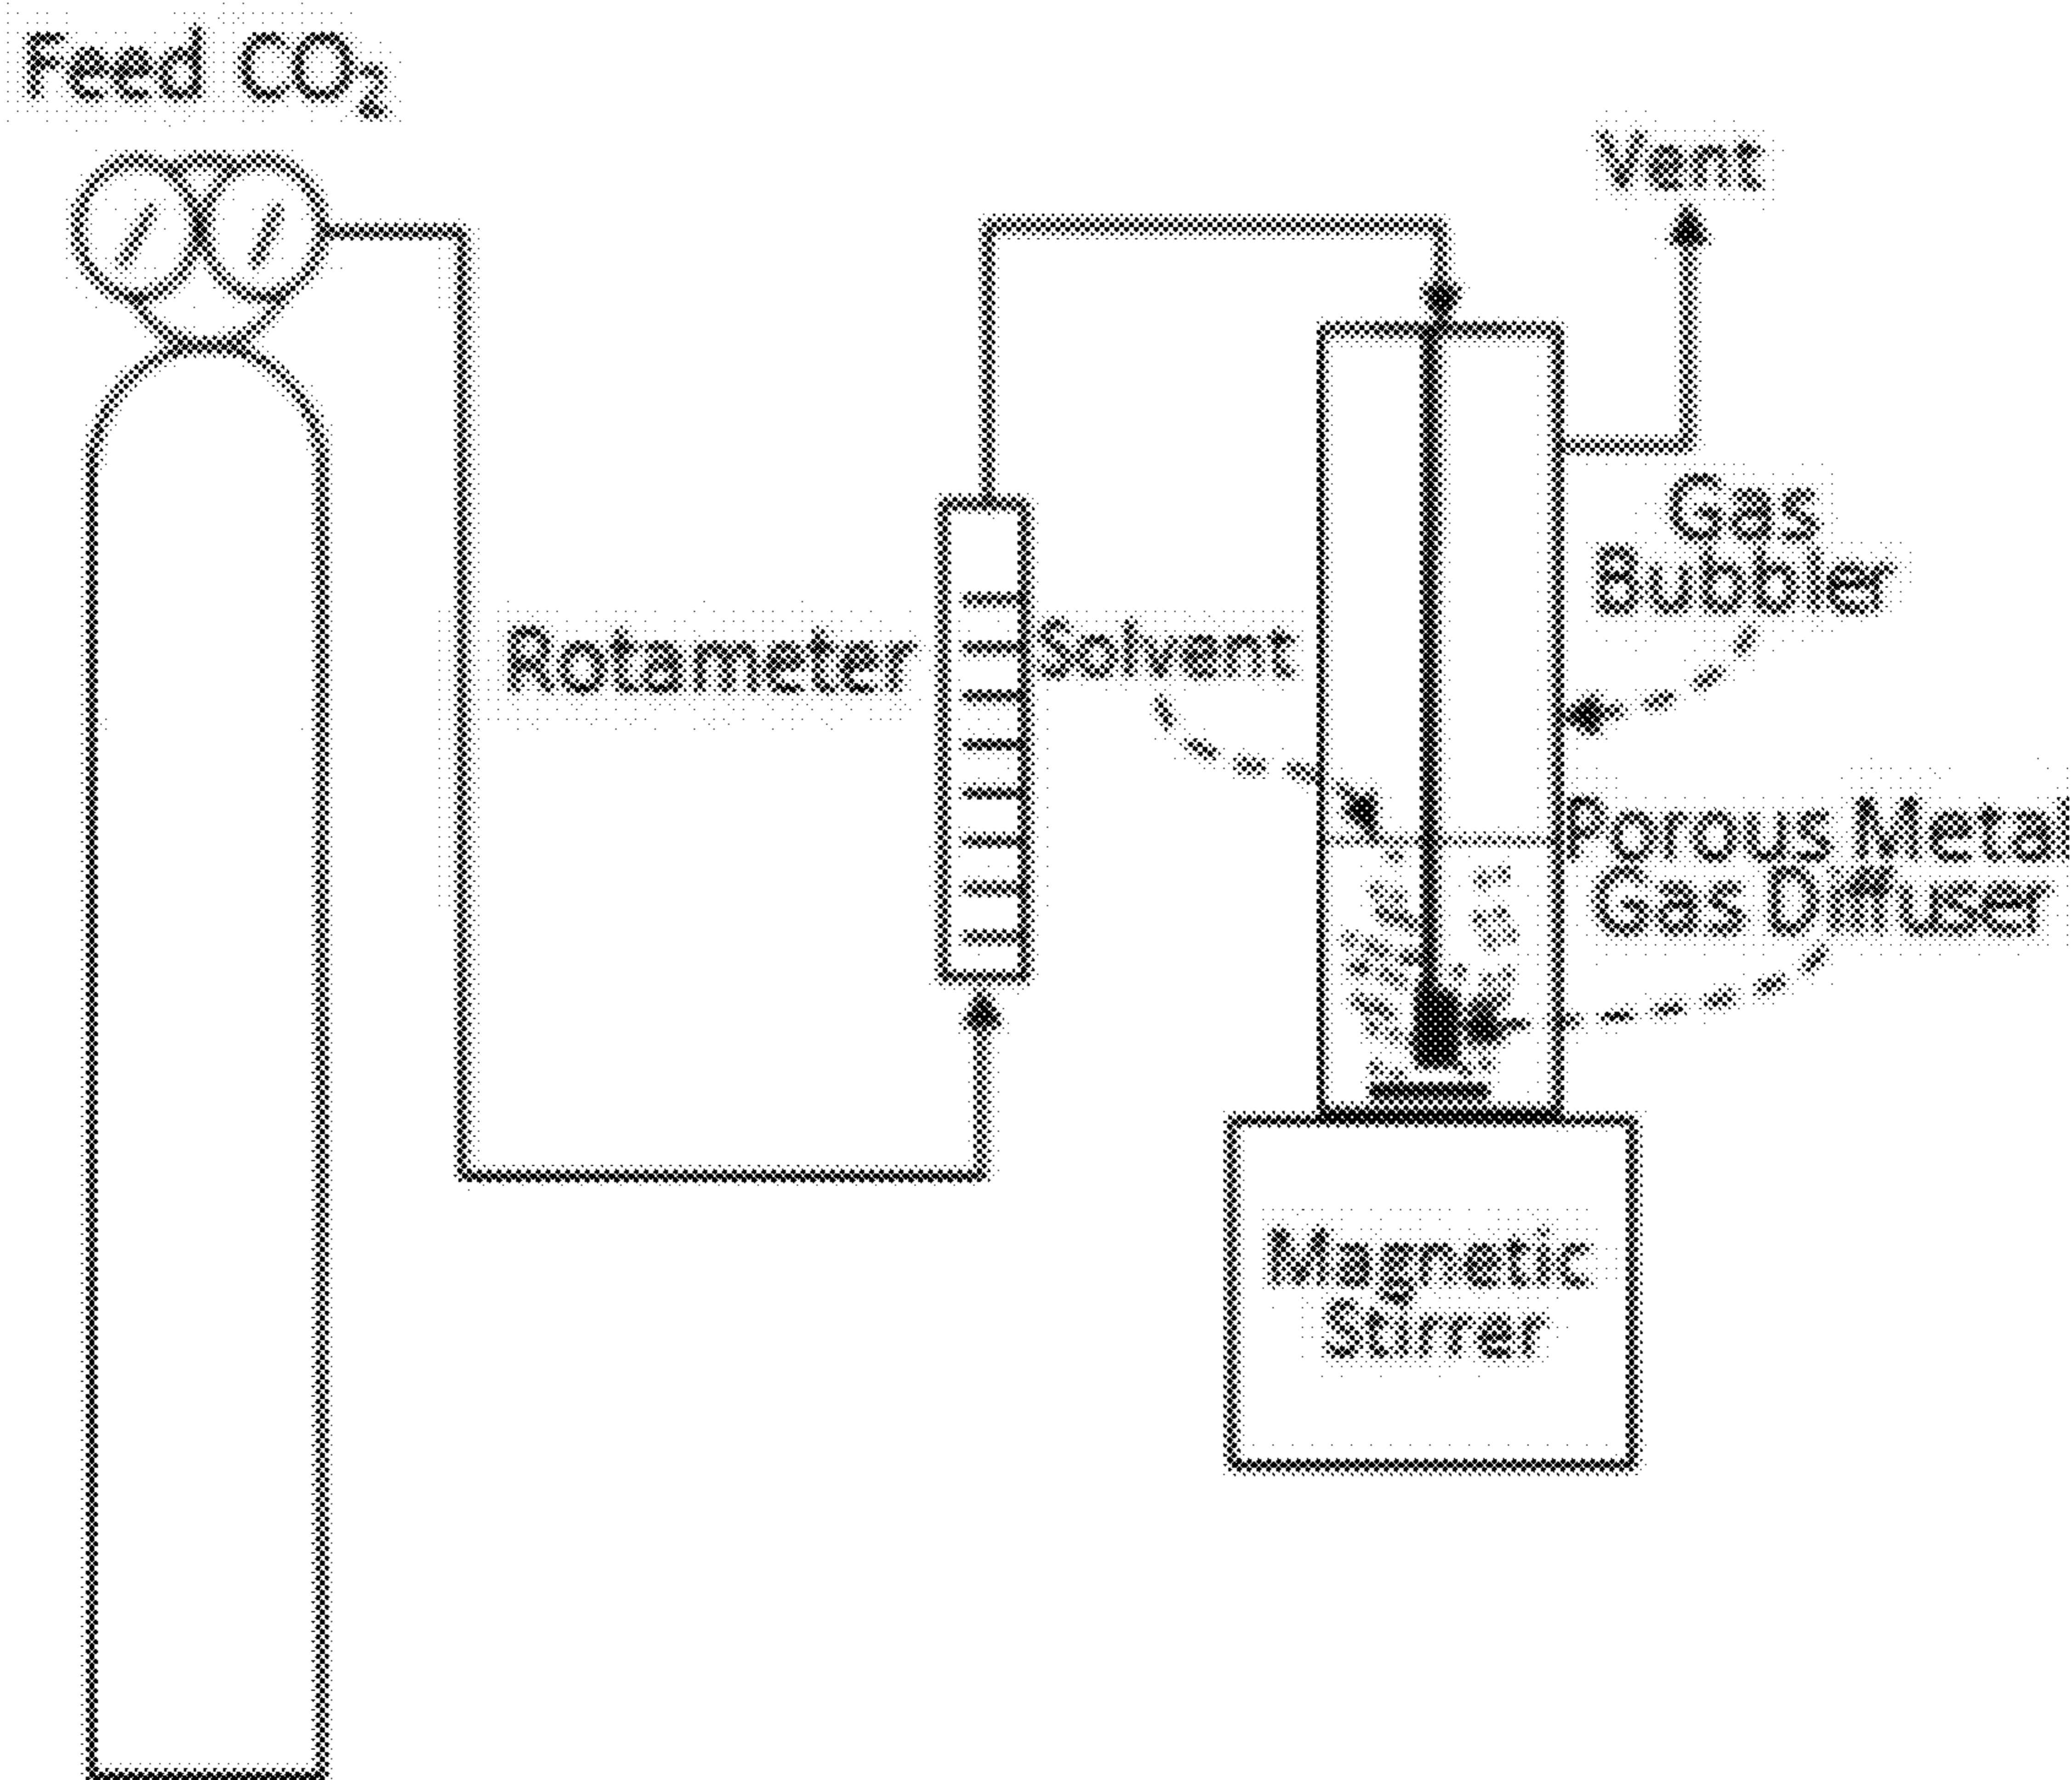 Feed CO₂
Vent
Gas
Bubbler
Rotameter
Solvent
Porous Metal
Gas Diffuser
Magnetic
Stirrer